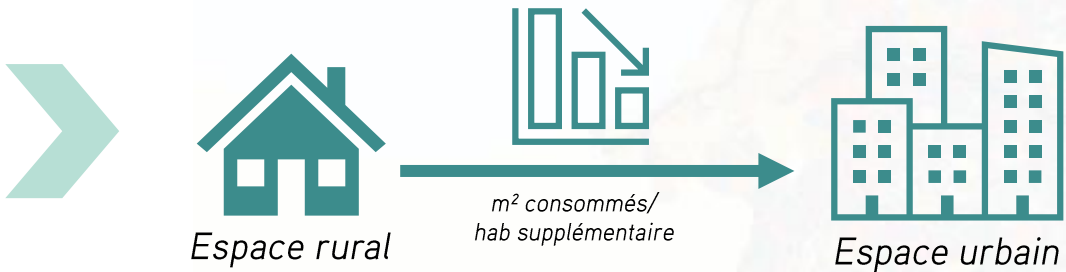 Espace rural
m² consommés/
hab supplémentaire
Espace urbain